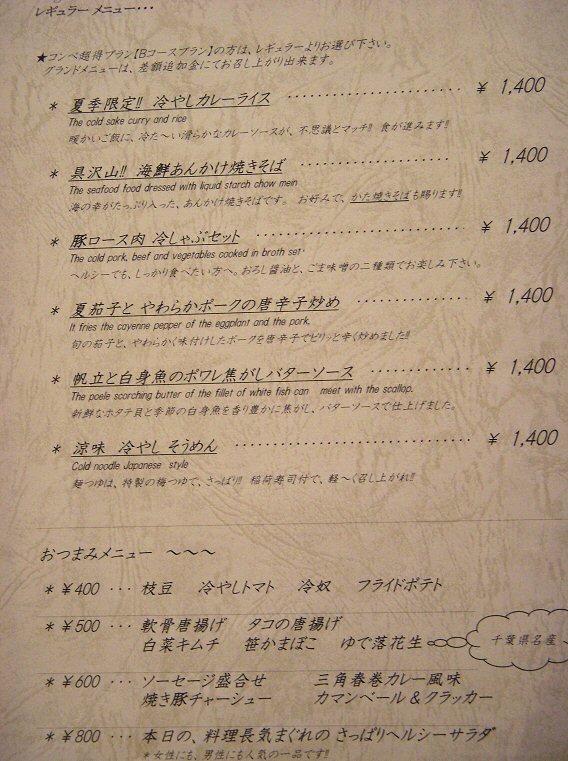 レギュラー メニュー・・・
★コンペ超得プラン【Bコースプラン】の方は、レギュラーよりお選び下さい。
グランドメニューは、差額追加金にてお召し上がり出来ます。
* 夏季限定!! 冷やしカレーライス ・・・・・・・・・・・・・・・・・・・・・・ ¥ 1,400
The cold sake curry and rice
暖かいご飯に、冷た～い滑らかなカレーソースが、不思議とマッチ!! 食が進みます!!
* 具沢山!! 海鮮あんかけ焼きそば ・・・・・・・・・・・・・・・・・・・・・ ¥ 1,400
The seafood food dressed with liquid starch chow mein
海の幸がたっぷり入った、あんかけ焼きそばです。 お好みで、かた焼きそばも賜ります!!
* 豚ロース肉 冷しゃぶセット ・・・・・・・・・・・・・・・・・・・・・・・・ ¥ 1,400
The cold pork, beef and vegetables cooked in broth set・
ヘルシーでも、しっかり食べたい方へ。おろし醤油と、ごま味噌の二種類でお楽しみ下さい。
* 夏茄子と やわらかポークの唐辛子炒め ・・・・・・・・・・・・・・ ¥ 1,400
It fries the cayenne pepper of the eggplant and the pork.
旬の茄子と、やわらかく味付けしたポークを唐辛子でピリッと辛く炒めました!!
* 帆立と白身魚のポワレ焦がしバターソース ・・・・・・・・・・・・・ ¥ 1,400
The poele scorching butter of the fillet of white fish can meet with the scallop.
新鮮なホタテ貝と季節の白身魚を香り豊かに焦がし、バターソースで仕上げました。
* 涼味 冷やし そうめん ・・・・・・・・・・・・・・・・・・・・・・・・・・・ ¥ 1,400
Cold noodle Japanese style
麺つゆは、特製の梅つゆで、さっぱり!! 稲荷寿司付で、軽～く召し上がれ!!
おつまみメニュー ～～～
* ¥400 ・・・ 枝豆 冷やしトマト 冷奴 フライドポテト
* ¥500 ・・・ 軟骨唐揚げ タコの唐揚げ
白菜キムチ 笹かまぼこ ゆで落花生 千葉県名産
* ¥600 ・・・ ソーセージ盛合せ 三角春巻カレー風味
焼き豚チャーシュー カマンベール＆クラッカー
* ¥800 ・・・ 本日の、料理長気まぐれの さっぱりヘルシーサラダ
* 女性にも、男性にも人気の一品です!!